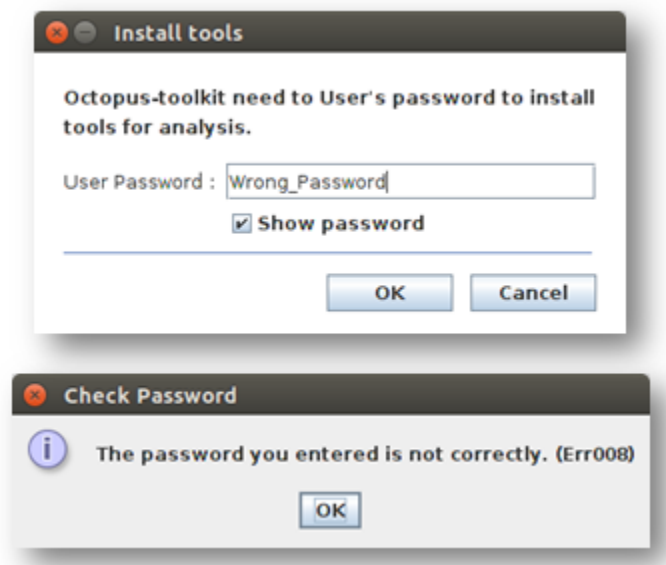 Install tools
Octopus-toolkit need to User's password to install
tools for analysis.
User Password : Wrong_Password
Show password
OK Cancel
Check Password
The password you entered is not correctly. (Err008)
OK